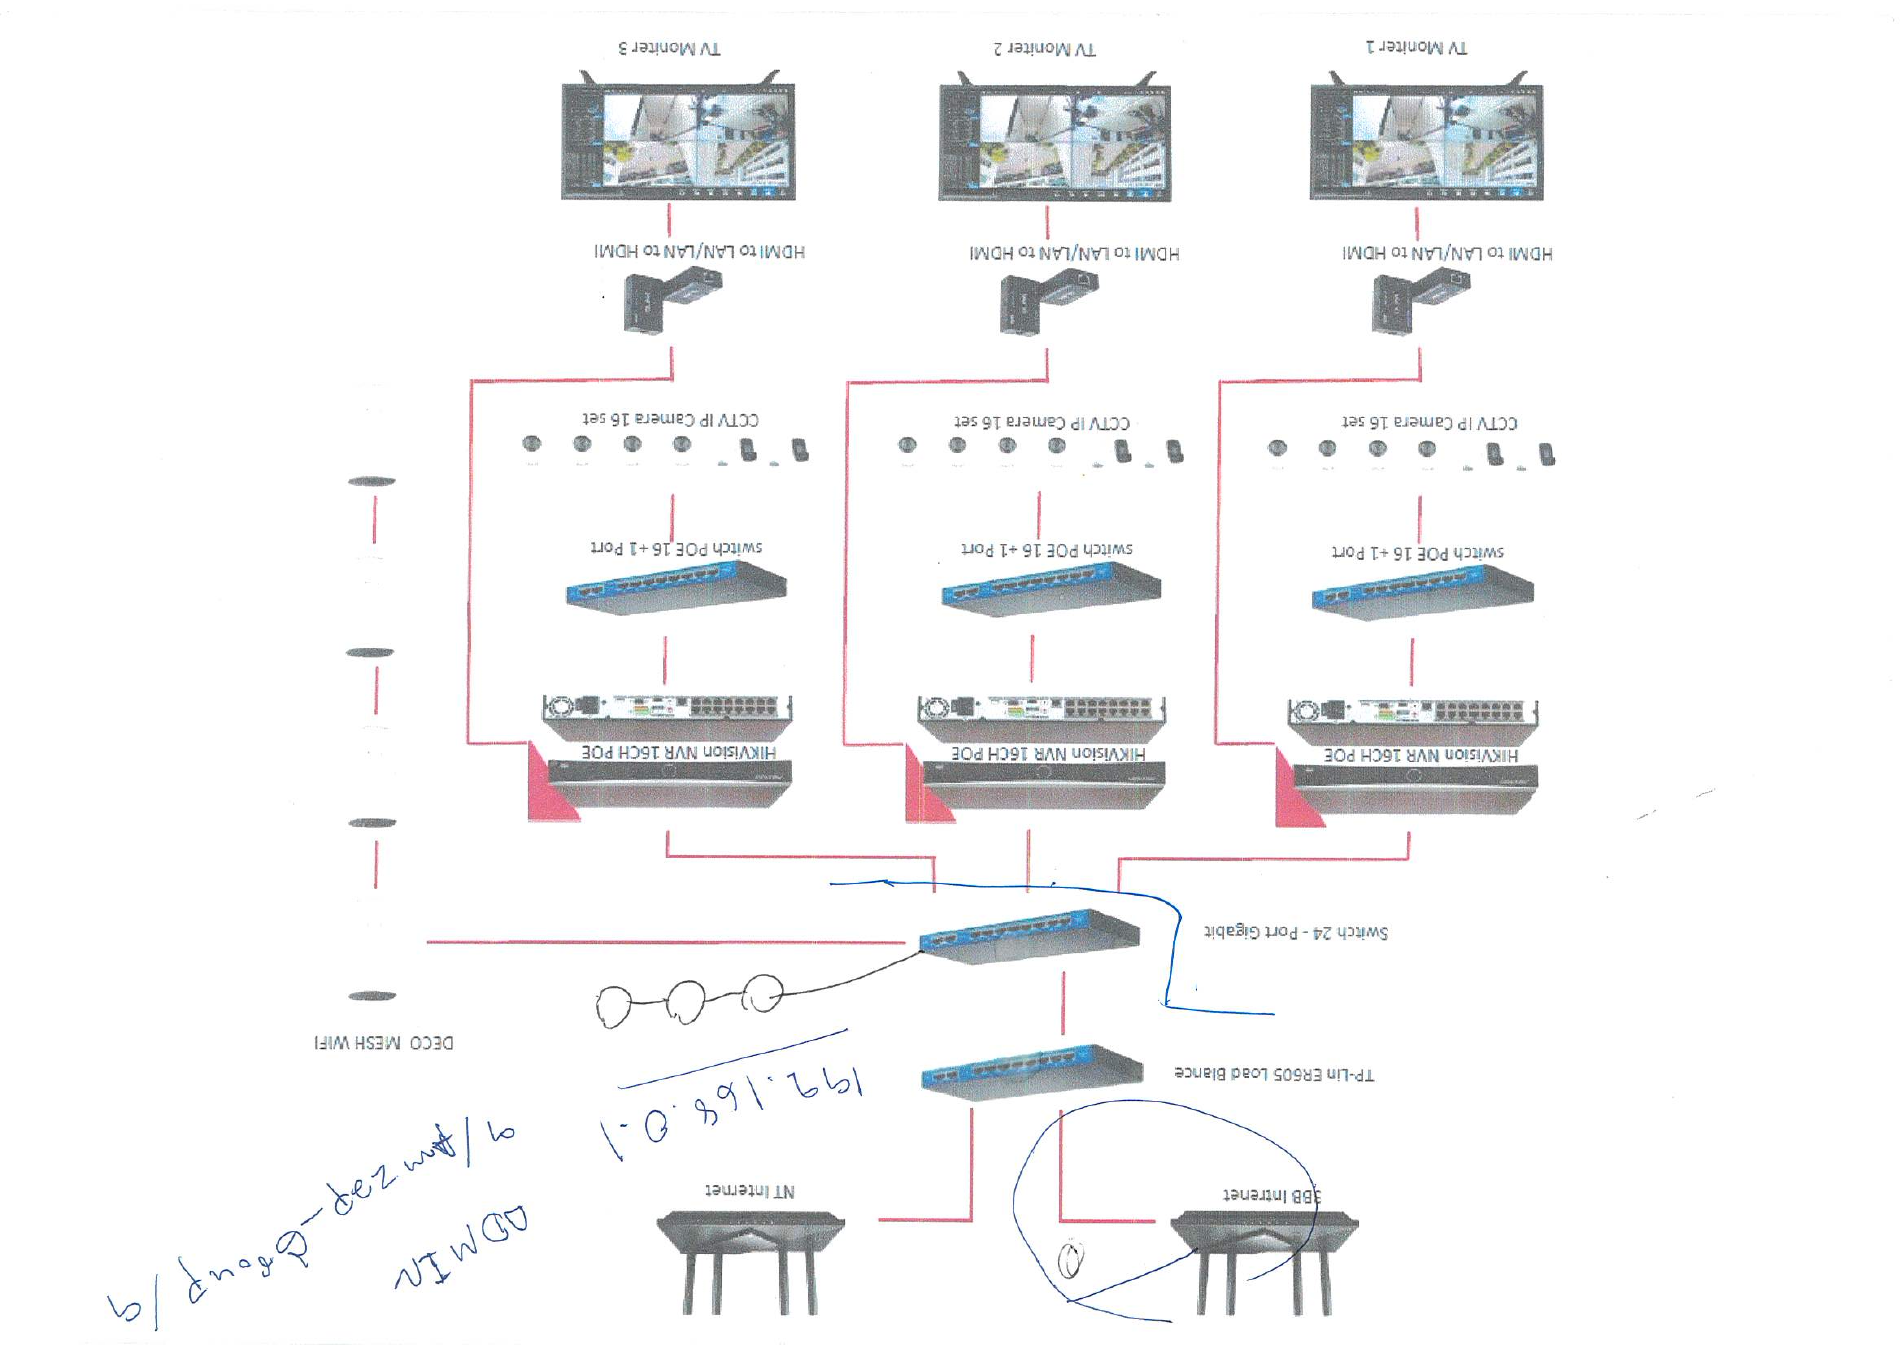 3BB Intrenet
NT Internet
ADMIN
192.168.0.1
TP-Lin ER605 Load Blance
DECO MESH WIFI
Switch 24 - Port Gigabit
HIKVision NVR 16CH POE
HIKVision NVR 16CH POE
HIKVision NVR 16CH POE
switch POE 16 +1 Port
switch POE 16 +1 Port
switch POE 16 +1 Port
CCTV IP Camera 16 set
CCTV IP Camera 16 set
CCTV IP Camera 16 set
HDMI to LAN/LAN to HDMI
HDMI to LAN/LAN to HDMI
HDMI to LAN/LAN to HDMI
TV Moniter 1
TV Moniter 2
TV Moniter 3